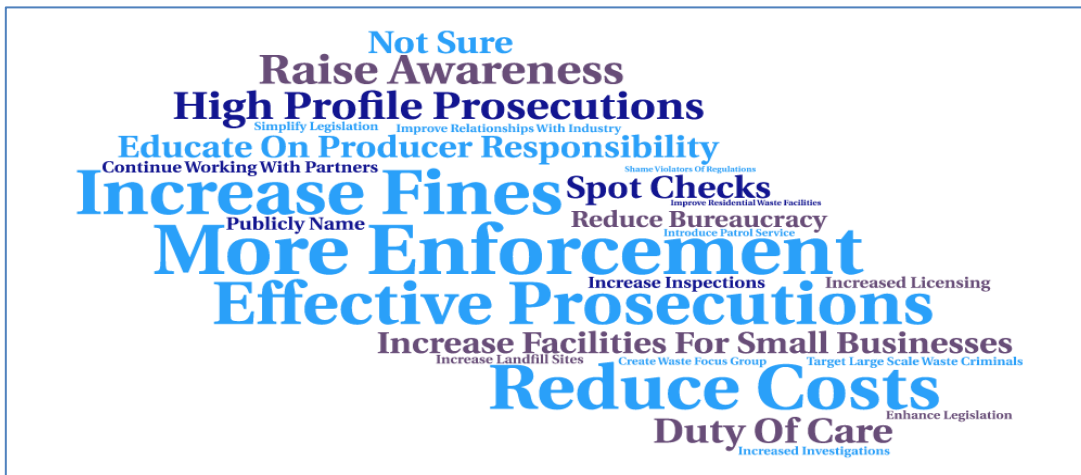 Not Sure
Raise Awareness
High Profile Prosecutions
Simplify Legislation
Improve Relationships With Industry
Educate On Producer Responsibility
Continue Working With Partners
Shame Violators Of Regulations
Increase Fines
Spot Checks
Improve Residential Waste Facilities
Publicly Name
Reduce Bureaucracy
Introduce Patrol Service
More Enforcement
Increase Inspections
Increased Licensing
Effective Prosecutions
Increase Facilities For Small Businesses
Increase Landfill Sites
Create Waste Focus Group
Target Large Scale Waste Criminals
Reduce Costs
Enhance Legislation
Duty Of Care
Increased Investigations